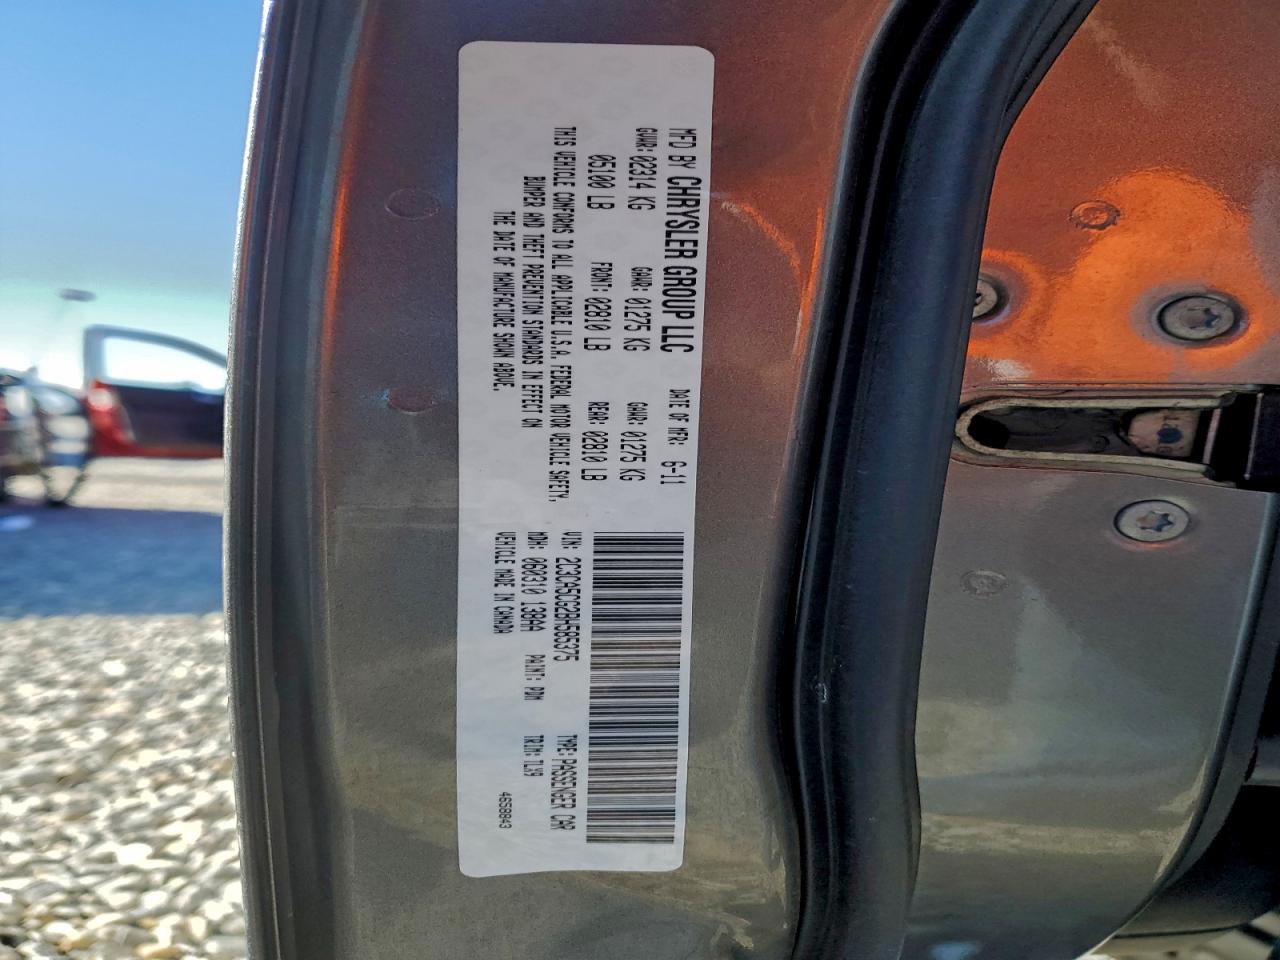 MFD BY CHRYSLER GROUP LLC DATE OF MFR: 6-11
GVWR: 02314 KG GAWR: 01275 KG GAWR: 01275 KG
05100 LB FRONT: 02810 LB REAR: 02810 LB
THIS VEHICLE CONFORMS TO ALL APPLICABLE U.S.A. FEDERAL MOTOR VEHICLE SAFETY,
BUMPER AND THEFT PREVENTION STANDARDS IN EFFECT ON
THE DATE OF MANUFACTURE SHOWN ABOVE.
VIN: 2C3CA5CG2BH585375 TYPE: PASSENGER CAR
MDH: 060310 138AA PAINT: PDM TRIM: TLX9
VEHICLE MADE IN CANADA 4658843